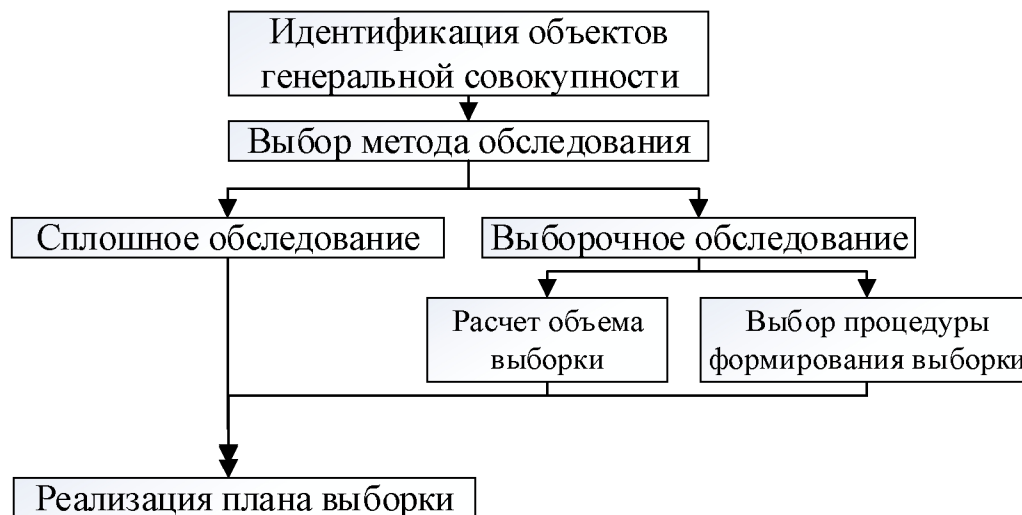 Идентификация объектов
генеральной совокупности
Выбор метода обследования
Сплошное обследование
Выборочное обследование
Расчет объема
выборки
Выбор процедуры
формирования выборки
Реализация плана выборки